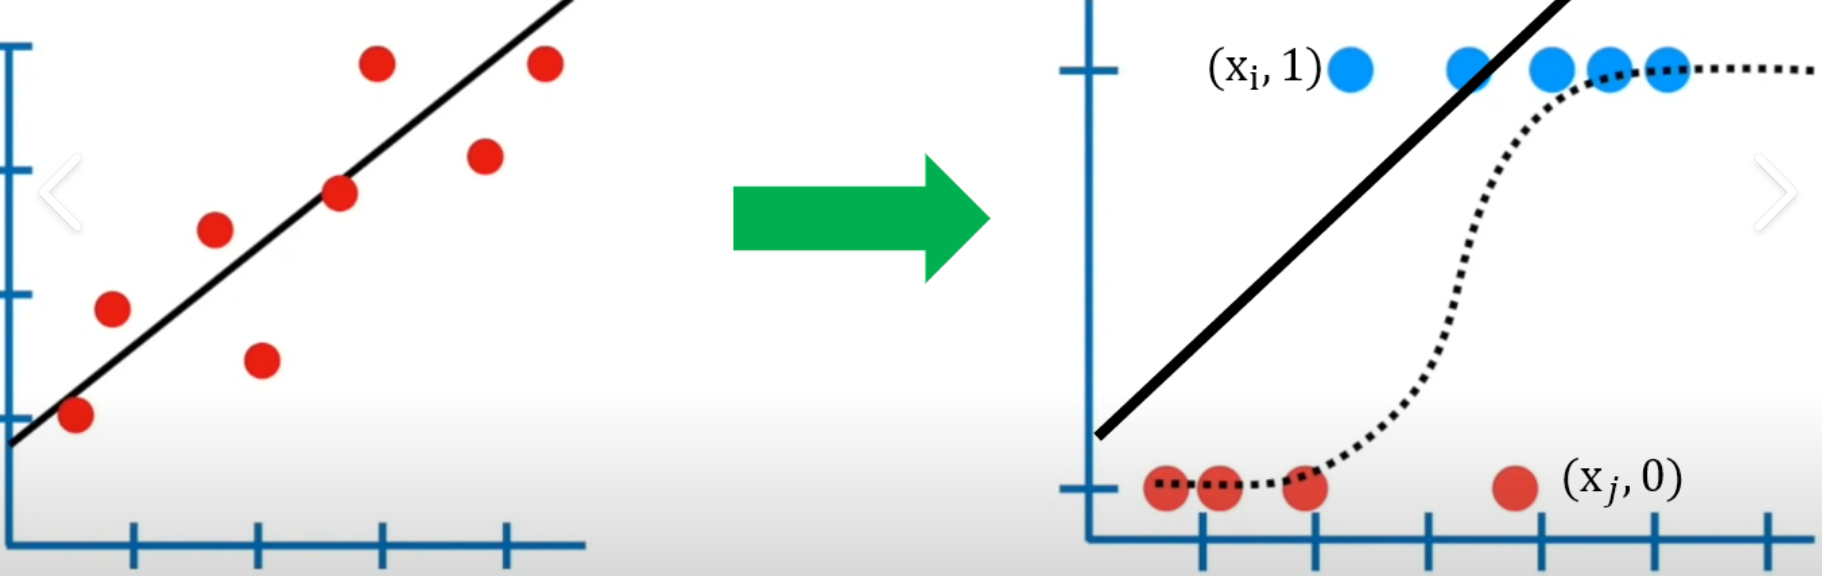 (xᵢ, 1)
(xⱼ, 0)